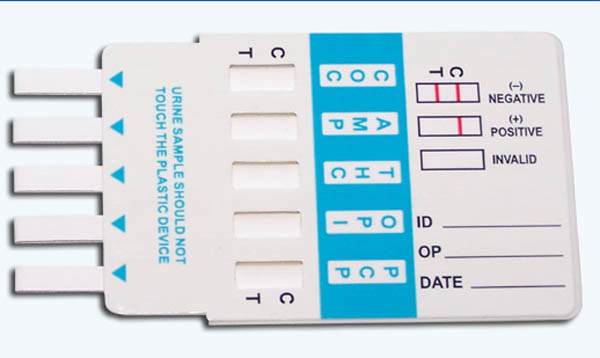 URINE SAMPLE SHOULD NOT
TOUCH THE PLASTIC DEVICE
T C
COC
AMP
THC
OPI
PCP
T C
T C
(−)
NEGATIVE
(+)
POSITIVE
INVALID
ID
OP
DATE